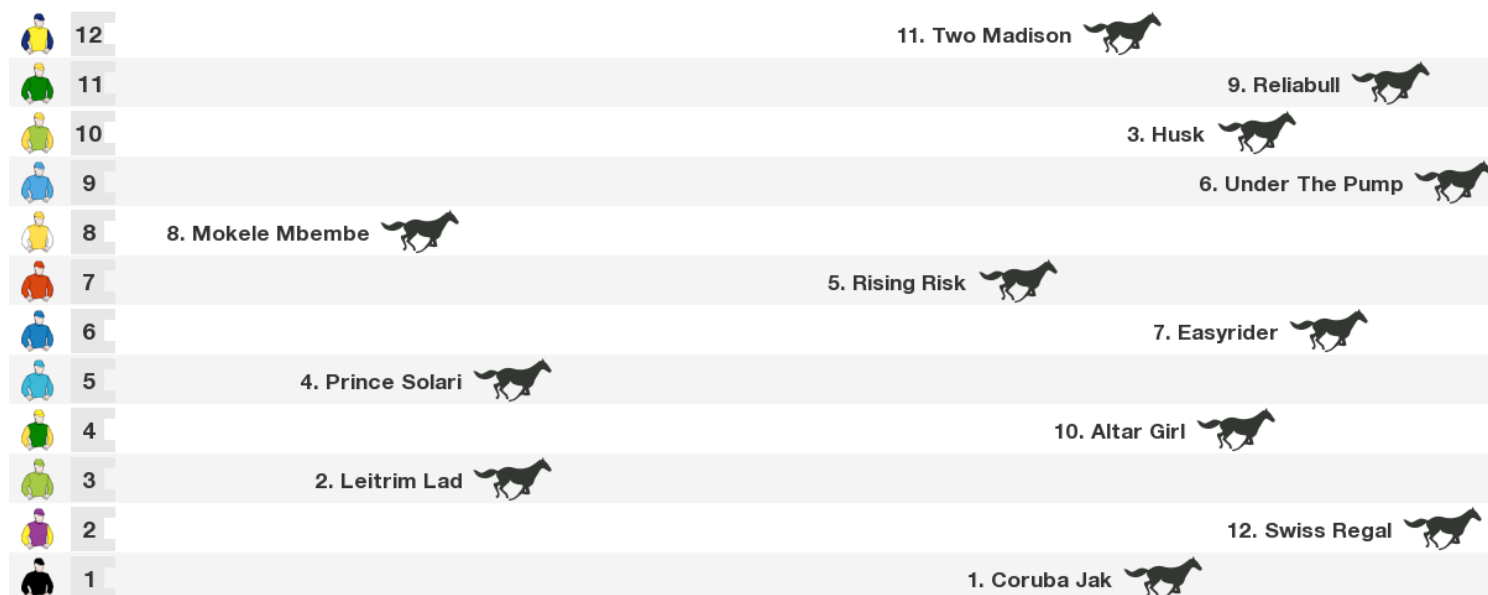 12 11. Two Madison
11 9. Reliabull
10 3. Husk
9 6. Under The Pump
8 8. Mokele Mbembe
7 5. Rising Risk
6 7. Easyrider
5 4. Prince Solari
4 10. Altar Girl
3 2. Leitrim Lad
2 12. Swiss Regal
1 1. Coruba Jak